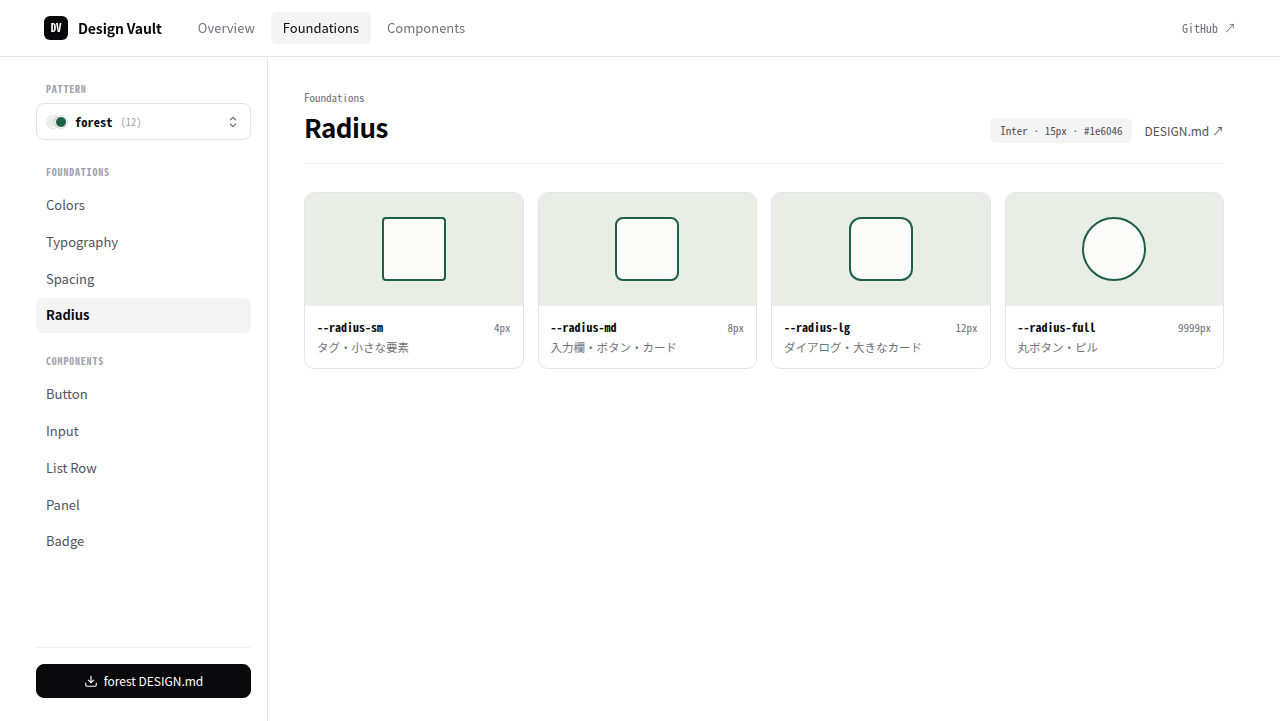 DV Design Vault Overview Foundations Components GitHub ↗
PATTERN
forest (12)
FOUNDATIONS
Colors
Typography
Spacing
Radius
COMPONENTS
Button
Input
List Row
Panel
Badge
forest DESIGN.md
Foundations
Radius
Inter · 15px · #1e6046 DESIGN.md ↗
--radius-sm 4px
タグ・小さな要素
--radius-md 8px
入力欄・ボタン・カード
--radius-lg 12px
ダイアログ・大きなカード
--radius-full 9999px
丸ボタン・ピル